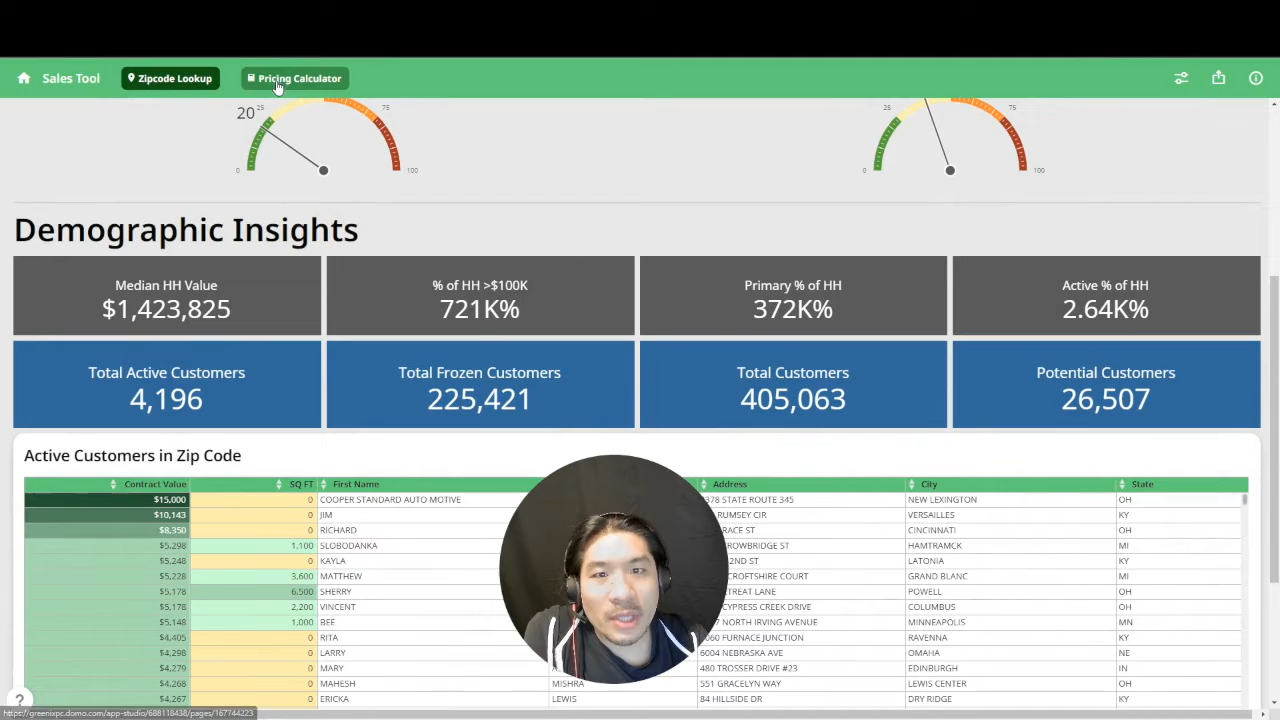 Sales Tool Zipcode Lookup Pricing Calculator
20 25 75 25 75
0 100 0 100
Demographic Insights
Median HH Value % of HH >$100K Primary % of HH Active % of HH
$1,423,825 721K% 372K% 2.64K%
Total Active Customers Total Frozen Customers Total Customers Potential Customers
4,196 225,421 405,063 26,507
Active Customers in Zip Code
Contract Value SQ FT First Name Address City State
$15,000 0 COOPER STANDARD AUTO MOTIVE STATE ROUTE 345 NEW LEXINGTON OH
$10,143 0 JIM RUMSEY CIR VERSAILLES KY
$8,350 0 RICHARD RACE ST CINCINNATI OH
$5,298 1,100 SLOBODANKA ST HAMTRAMCK MI
$5,248 0 KAYLA ST LATONIA KY
$5,228 3,600 MATTHEW COURT GRAND BLANC MI
$5,178 6,500 SHERRY LANE POWELL OH
$5,178 2,200 VINCENT CYPRESS CREEK DRIVE COLUMBUS OH
$5,148 1,000 BEE NORTH IRVING AVENUE MINNEAPOLIS MN
$4,405 0 RITA FURNACE JUNCTION RAVENNA KY
$4,298 0 LARRY 6004 NEBRASKA AVE OMAHA NE
$4,279 0 MARY 480 TROSSER DRIVE #23 EDINBURGH IN
$4,268 0 MAHESH MISHRA 551 GRACELYN WAY LEWIS CENTER OH
$4,267 0 ERICKA LEWIS 84 HILLSIDE DR DRY RIDGE KY
?
https://greenixpc.domo.com/app-studio/688118438/pages/167744223